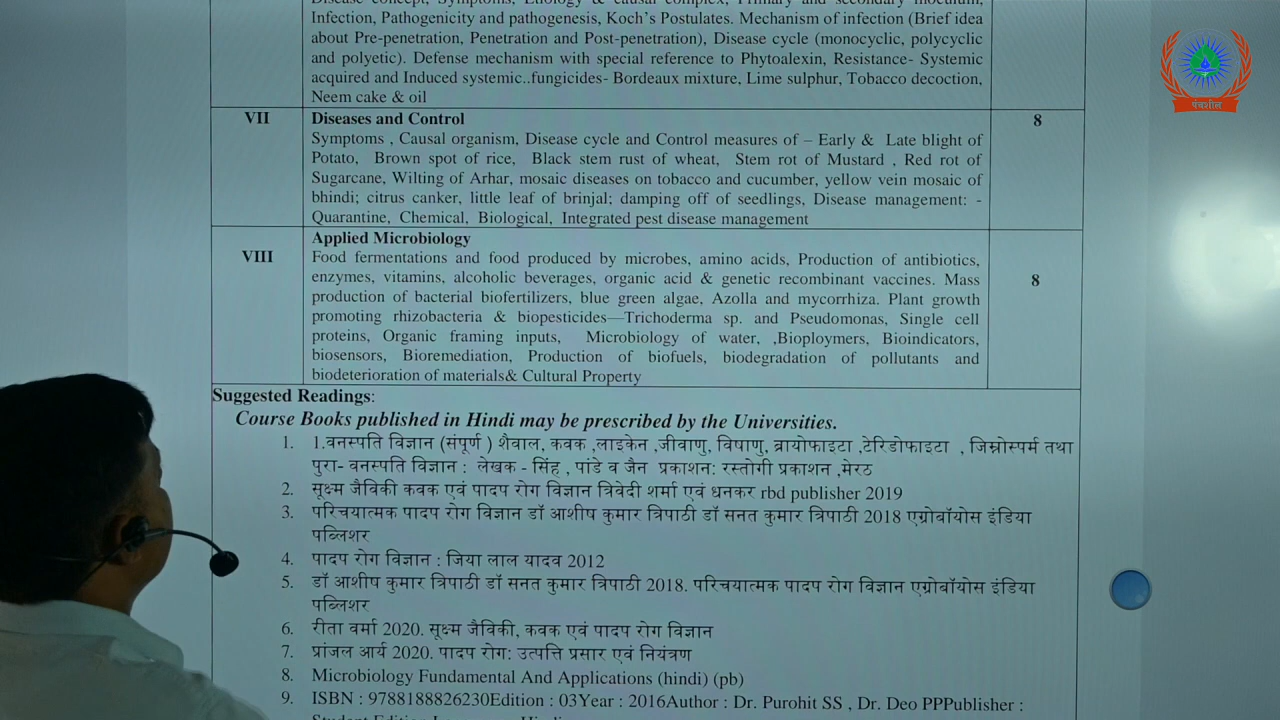 Disease concept, Symptoms, Etiology & causal complex, Primary and secondary inoculum,
Infection, Pathogenicity and pathogenesis, Koch's Postulates. Mechanism of infection (Brief idea
about Pre-penetration, Penetration and Post-penetration), Disease cycle (monocyclic, polycyclic
and polyetic). Defense mechanism with special reference to Phytoalexin, Resistance- Systemic
acquired and Induced systemic..fungicides- Bordeaux mixture, Lime sulphur, Tobacco decoction,
Neem cake & oil
VII Diseases and Control 8
Symptoms , Causal organism, Disease cycle and Control measures of – Early & Late blight of
Potato, Brown spot of rice, Black stem rust of wheat, Stem rot of Mustard , Red rot of
Sugarcane, Wilting of Arhar, mosaic diseases on tobacco and cucumber, yellow vein mosaic of
bhindi; citrus canker, little leaf of brinjal; damping off of seedlings, Disease management: -
Quarantine, Chemical, Biological, Integrated pest disease management
Applied Microbiology
VIII Food fermentations and food produced by microbes, amino acids, Production of antibiotics,
enzymes, vitamins, alcoholic beverages, organic acid & genetic recombinant vaccines. Mass 8
production of bacterial biofertilizers, blue green algae, Azolla and mycorrhiza. Plant growth
promoting rhizobacteria & biopesticides—Trichoderma sp. and Pseudomonas, Single cell
proteins, Organic framing inputs, Microbiology of water, ,Bioploymers, Bioindicators,
biosensors, Bioremediation, Production of biofuels, biodegradation of pollutants and
biodeterioration of materials& Cultural Property
Suggested Readings:
Course Books published in Hindi may be prescribed by the Universities.
1. 1.वनस्पति विज्ञान (संपूर्ण ) शैवाल, कवक ,लाइकेन ,जीवाणु, विषाणु, ब्रायोफाइटा ,टेरिडोफाइटा , जिम्नोस्पर्म तथा
पुरा- वनस्पति विज्ञान : लेखक - सिंह , पांडे व जैन प्रकाशन: रस्तोगी प्रकाशन ,मेरठ
2. सूक्ष्म जैविकी कवक एवं पादप रोग विज्ञान त्रिवेदी शर्मा एवं धनकर rbd publisher 2019
3. परिचयात्मक पादप रोग विज्ञान डॉ आशीष कुमार त्रिपाठी डॉ सनत कुमार त्रिपाठी 2018 एग्रोबॉयोस इंडिया
पब्लिशर
4. पादप रोग विज्ञान : जिया लाल यादव 2012
5. डॉ आशीष कुमार त्रिपाठी डॉ सनत कुमार त्रिपाठी 2018. परिचयात्मक पादप रोग विज्ञान एग्रोबॉयोस इंडिया
पब्लिशर
6. रीता वर्मा 2020. सूक्ष्म जैविकी, कवक एवं पादप रोग विज्ञान
7. प्रांजल आर्य 2020. पादप रोग: उत्पत्ति प्रसार एवं नियंत्रण
8. Microbiology Fundamental And Applications (hindi) (pb)
9. ISBN : 9788188826230Edition : 03Year : 2016Author : Dr. Purohit SS , Dr. Deo PPPublisher :
पंचशील